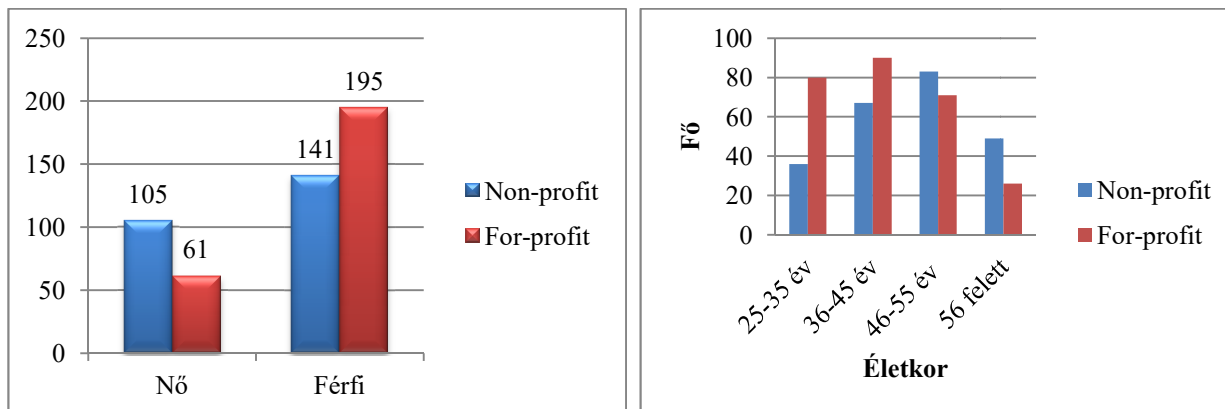 250
200
150
100
50
0
105
61
141
195
Nő
Férfi
Non-profit
For-profit
100
80
60
40
20
0
Fő
25-35 év
36-45 év
46-55 év
56 felett
Életkor
Non-profit
For-profit